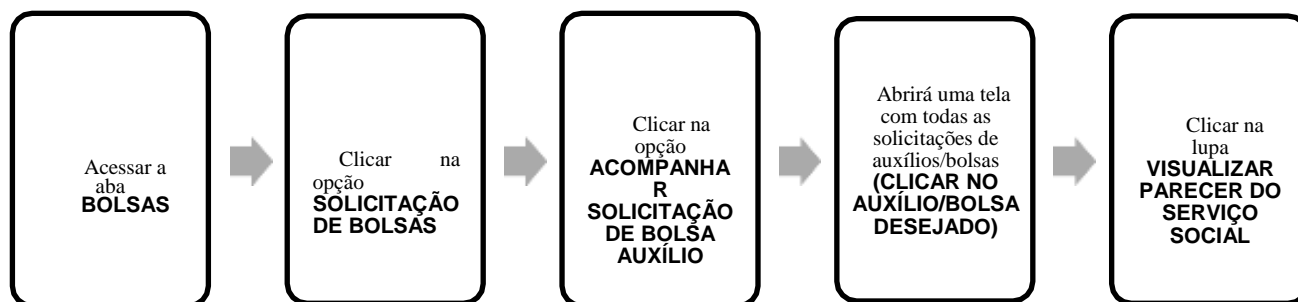 Acessar a
aba
BOLSAS
Clicar na
opção
SOLICITAÇÃO
DE BOLSAS
Clicar na
opção
ACOMPANHA
R
SOLICITAÇÃO
DE BOLSA
AUXÍLIO
Abrirá uma tela
com todas as
solicitações de
auxílios/bolsas
(CLICAR NO
AUXÍLIO/BOLSA
DESEJADO)
Clicar na
lupa
VISUALIZAR
PARECER DO
SERVIÇO
SOCIAL